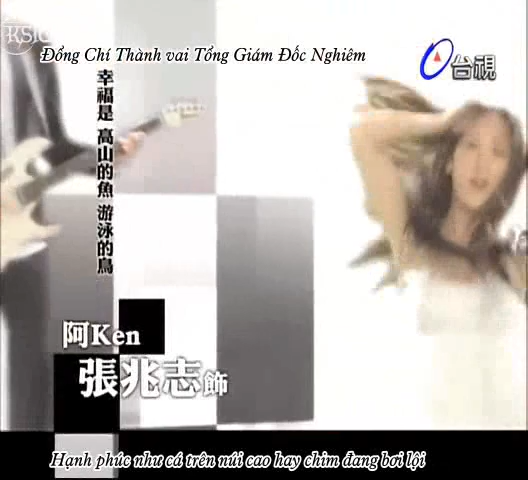 KSIG
Đổng Chí Thành vai Tổng Giám Đốc Nghiêm
台視
幸福是 高山的魚 游泳的鳥
阿Ken
張兆志 飾
Hạnh phúc như cá trên núi cao hay chim đang bơi lội